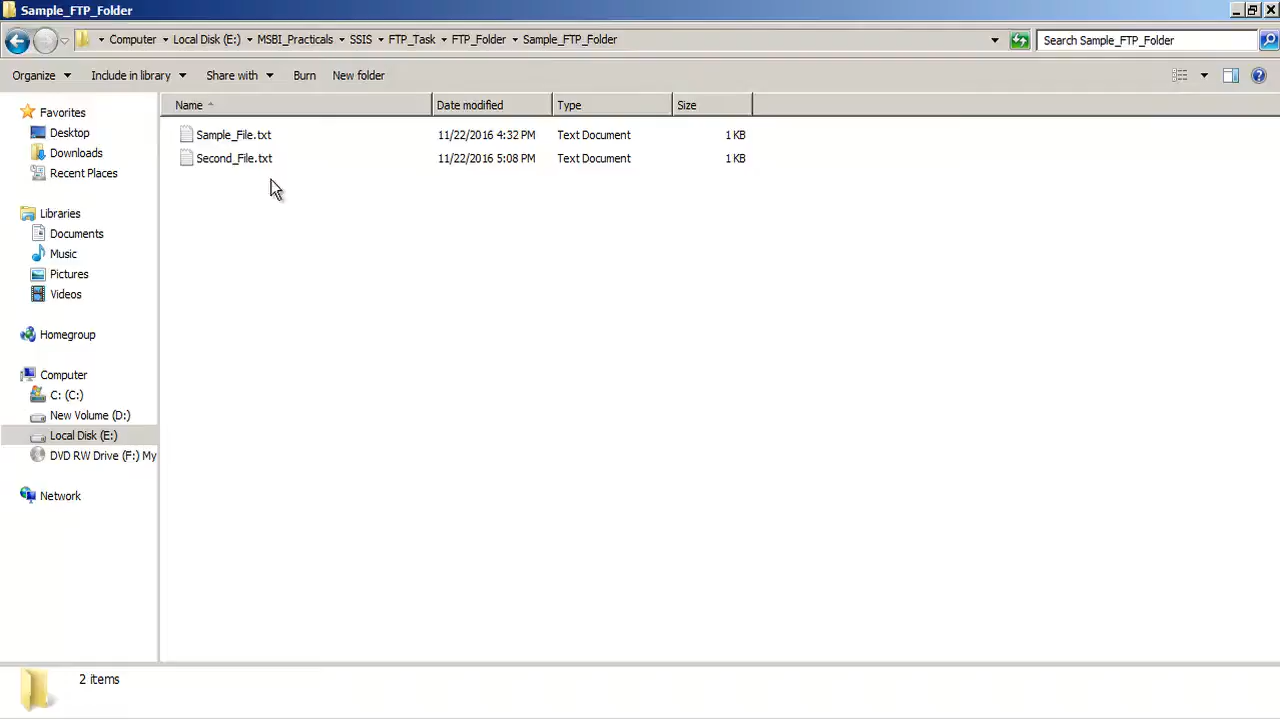 Sample_FTP_Folder
Computer Local Disk (E:) MSBI_Practicals SSIS FTP_Task FTP_Folder Sample_FTP_Folder Search Sample_FTP_Folder
Organize Include in library Share with Burn New folder
Name Date modified Type Size
Sample_File.txt 11/22/2016 4:32 PM Text Document 1 KB
Second_File.txt 11/22/2016 5:08 PM Text Document 1 KB
Favorites
Desktop
Downloads
Recent Places
Libraries
Documents
Music
Pictures
Videos
Homegroup
Computer
C: (C:)
New Volume (D:)
Local Disk (E:)
DVD RW Drive (F:) My
Network
2 items